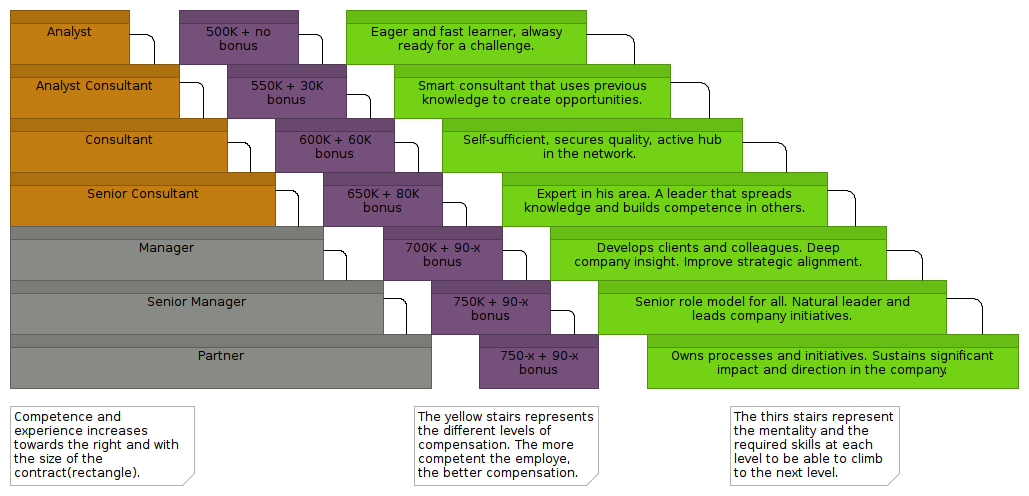 Analyst
500K + no
bonus
Eager and fast learner, alwasy
ready for a challenge.
Analyst Consultant
550K + 30K
bonus
Smart consultant that uses previous
knowledge to create opportunities.
Consultant
600K + 60K
bonus
Self-sufficient, secures quality, active hub
in the network.
Senior Consultant
650K + 80K
bonus
Expert in his area. A leader that spreads
knowledge and builds competence in others.
Manager
700K + 90-x
bonus
Develops clients and colleagues. Deep
company insight. Improve strategic alignment.
Senior Manager
750K + 90-x
bonus
Senior role model for all. Natural leader and
leads company initiatives.
Partner
750-x + 90-x
bonus
Owns processes and initiatives. Sustains significant
impact and direction in the company.
Competence and
experience increases
towards the right and with
the size of the
contract(rectangle).
The yellow stairs represents
the different levels of
compensation. The more
competent the employe,
the better compensation.
The thirs stairs represent
the mentality and the
required skills at each
level to be able to climb
to the next level.